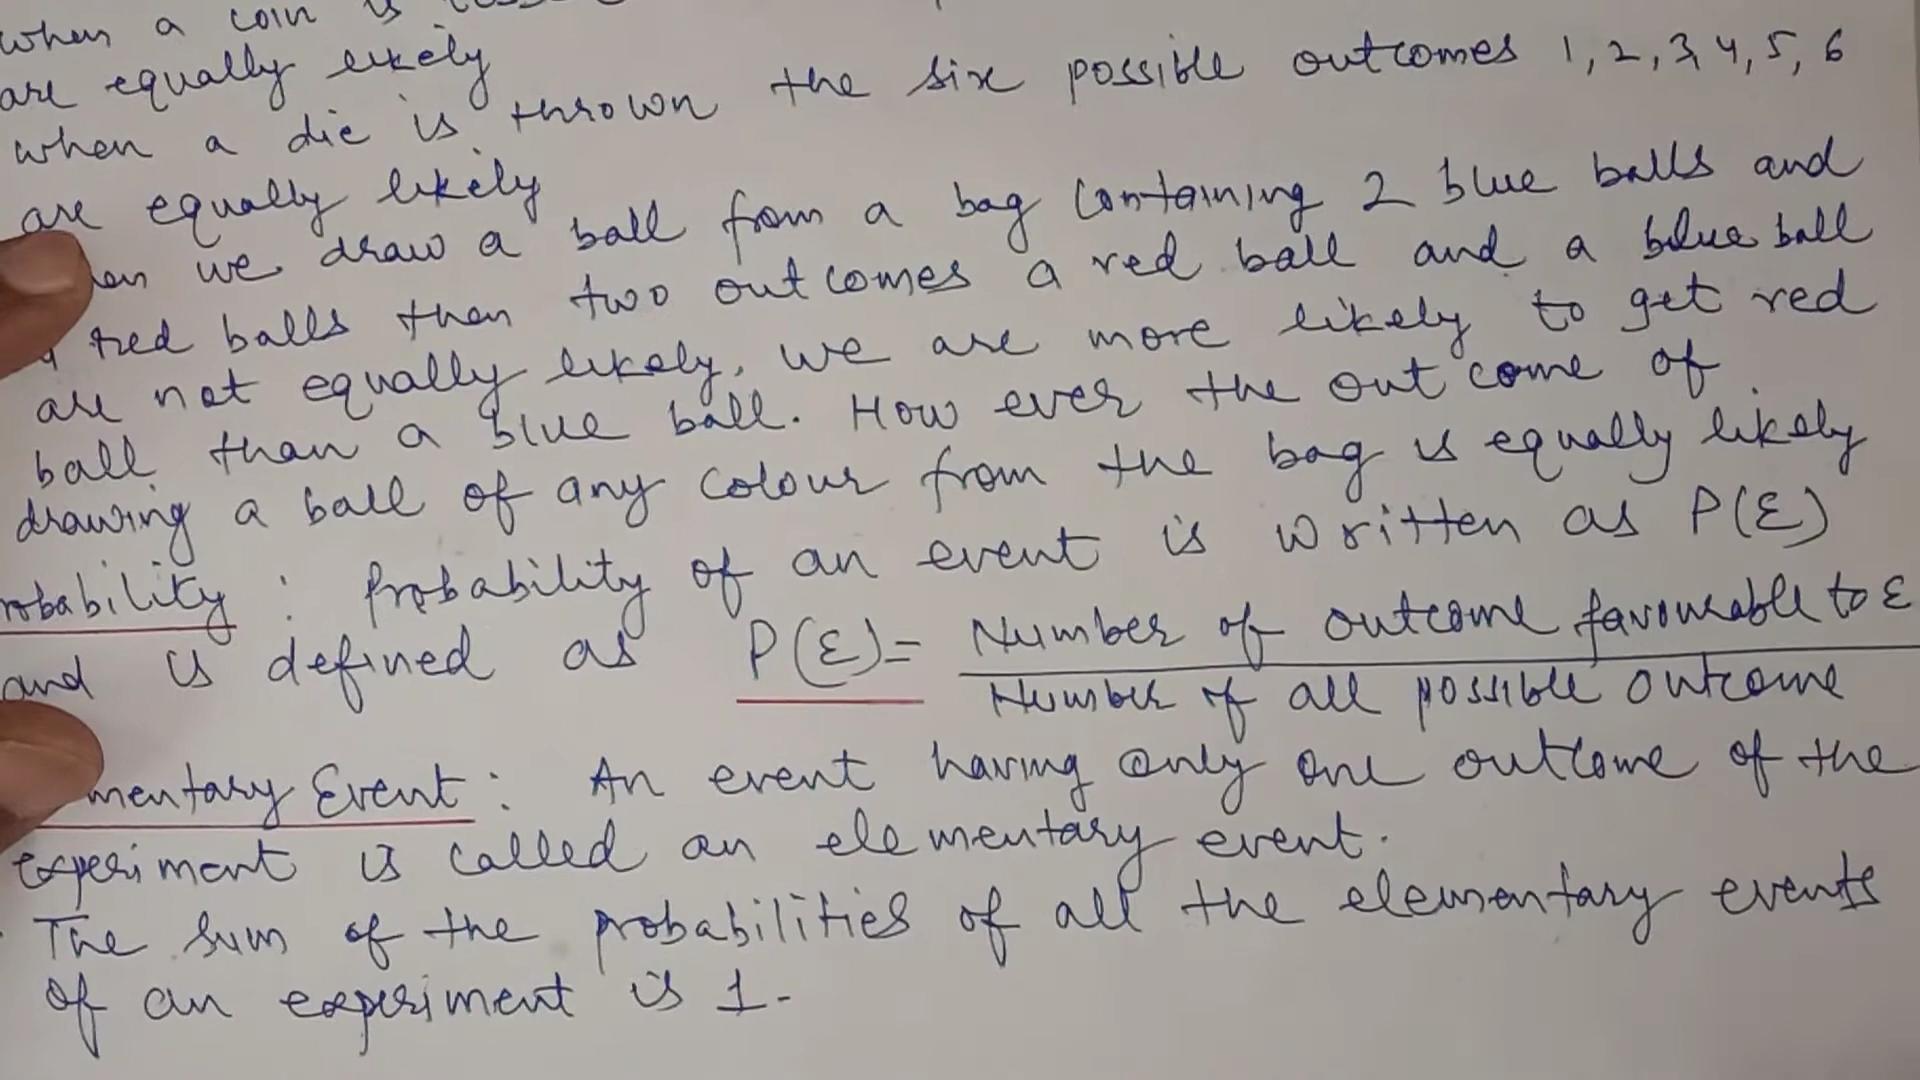 when a coin is
are equally likely
when a die is thrown the six possible outcomes 1, 2, 3, 4, 5, 6
are equally likely
en we draw a ball from a bag containing 2 blue balls and
4 red balls then two outcomes a red ball and a blue ball
are not equally likely, we are more likely to get red
ball than a blue ball. How ever the out come of
drawing a ball of any colour from the bag is equally likely
robability : Probability of an event is written as P(E)
and is defined as P(E) = Number of outcome favourable to E
Number of all possible outcome
mentary Event : An event having only one outcome of the
experiment is called an elementary event.
The sum of the probabilities of all the elementary events
of an experiment is 1.